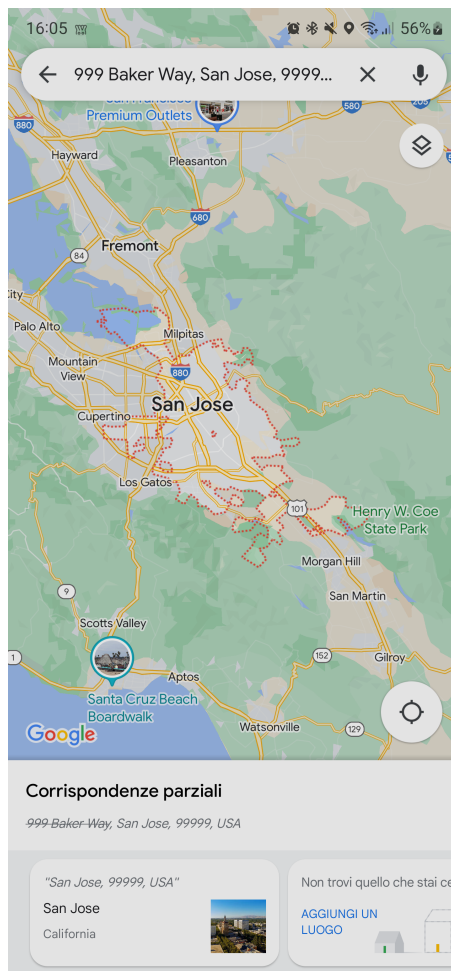 16:05
56%
999 Baker Way, San Jose, 9999...
San Francisco
Premium Outlets
580
205
880
Hayward
Pleasanton
680
Fremont
84
City
Palo Alto
Milpitas
Mountain
View
880
San Jose
Cupertino
Los Gatos
101
Henry W. Coe
State Park
Morgan Hill
9
San Martin
Scotts Valley
1
152
Gilroy
Aptos
Santa Cruz Beach
Boardwalk
Watsonville
129
Google
Corrispondenze parziali
999 Baker Way, San Jose, 99999, USA
"San Jose, 99999, USA"
San Jose
California
Non trovi quello che stai ce
AGGIUNGI UN
LUOGO